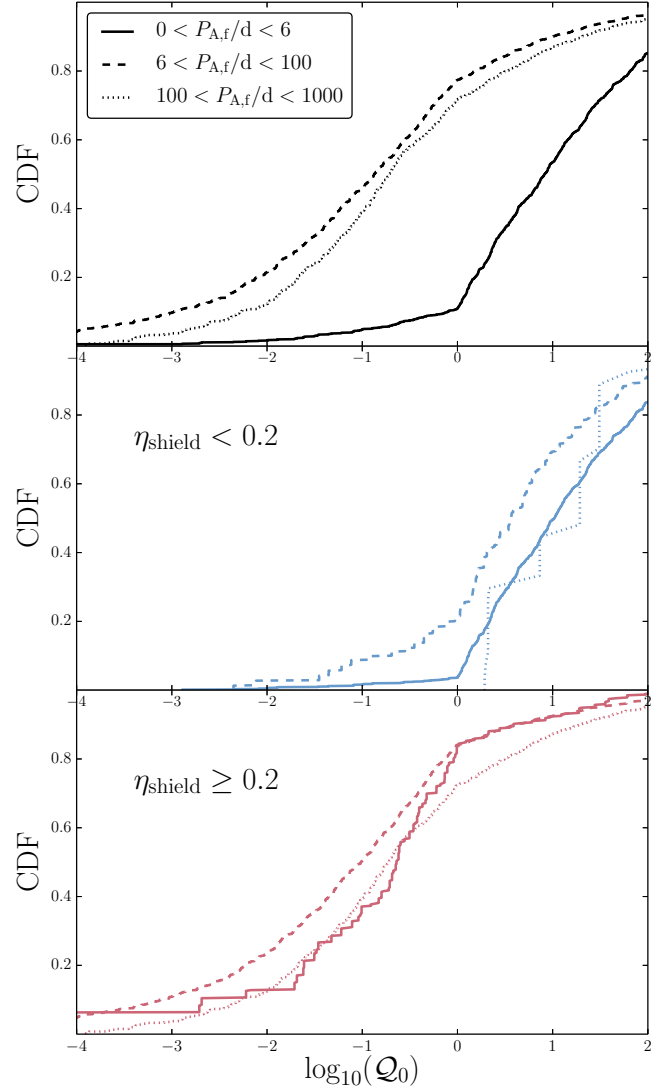 0 < P_A,f/d < 6
6 < P_A,f/d < 100
100 < P_A,f/d < 1000
CDF
0.8
0.6
0.4
0.2
−4 −3 −2 −1 0 1 2
η_shield < 0.2
CDF
0.8
0.6
0.4
0.2
−4 −3 −2 −1 0 1 2
η_shield ≥ 0.2
CDF
0.8
0.6
0.4
0.2
−4 −3 −2 −1 0 1 2
log₁₀(𝒬₀)